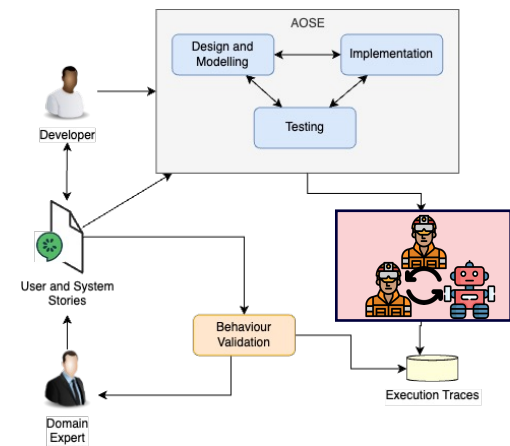 AOSE
Design and
Modelling
Implementation
Testing
Developer
User and System
Stories
Behaviour
Validation
Execution Traces
Domain
Expert